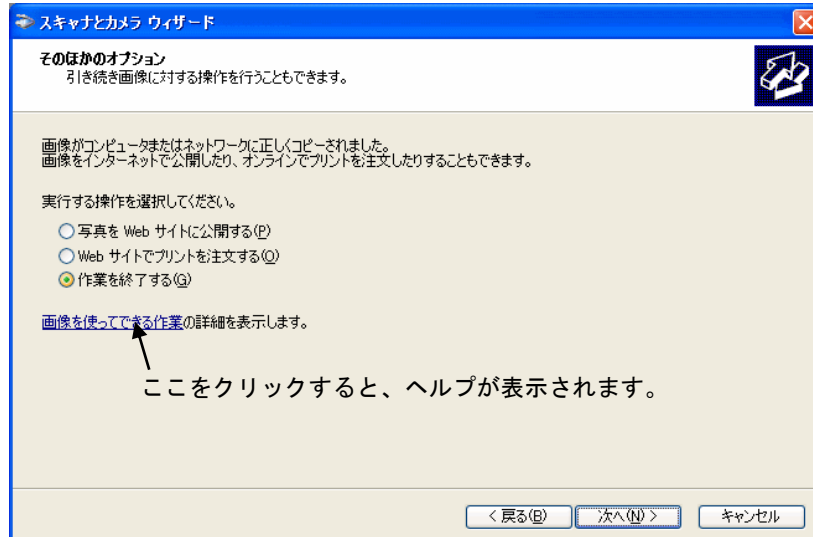 スキャナとカメラ ウィザード
そのほかのオプション
引き続き画像に対する操作を行うこともできます。
画像がコンピュータまたはネットワークに正しくコピーされました。
画像をインターネットで公開したり、オンラインでプリントを注文したりすることもできます。
実行する操作を選択してください。
写真を Web サイトに公開する(P)
Web サイトでプリントを注文する(O)
作業を終了する(G)
画像を使ってできる作業の詳細を表示します。
ここをクリックすると、ヘルプが表示されます。
< 戻る(B) 次へ(N) > キャンセル